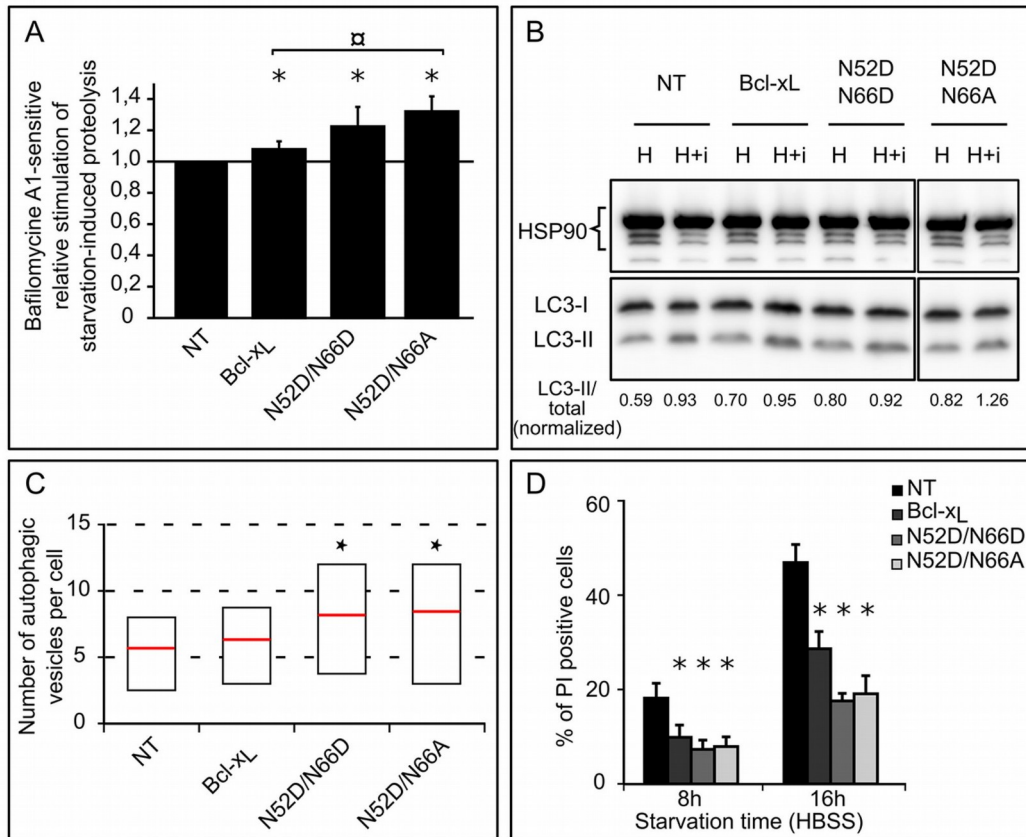 A
Bafilomycine A1-sensitive
relative stimulation of
starvation-induced proteolysis
¤
* * *
1,4
1,2
1,0
0,8
0,6
0,4
0,2
0
NT
Bcl-xL
N52D/N66D
N52D/N66A
B
NT
Bcl-xL
N52D
N66D
N52D
N66A
H H+i H H+i H H+i H H+i
HSP90
LC3-I
LC3-II
LC3-II/
total
(normalized)
0.59 0.93 0.70 0.95 0.80 0.92 0.82 1.26
C
Number of autophagic
vesicles per cell
15
10
5
0
★ ★
NT
Bcl-xL
N52D/N66D
N52D/N66A
D
% of PI positive cells
60
40
20
0
NT
Bcl-xL
N52D/N66D
N52D/N66A
* * *
* * *
8h 16h
Starvation time (HBSS)